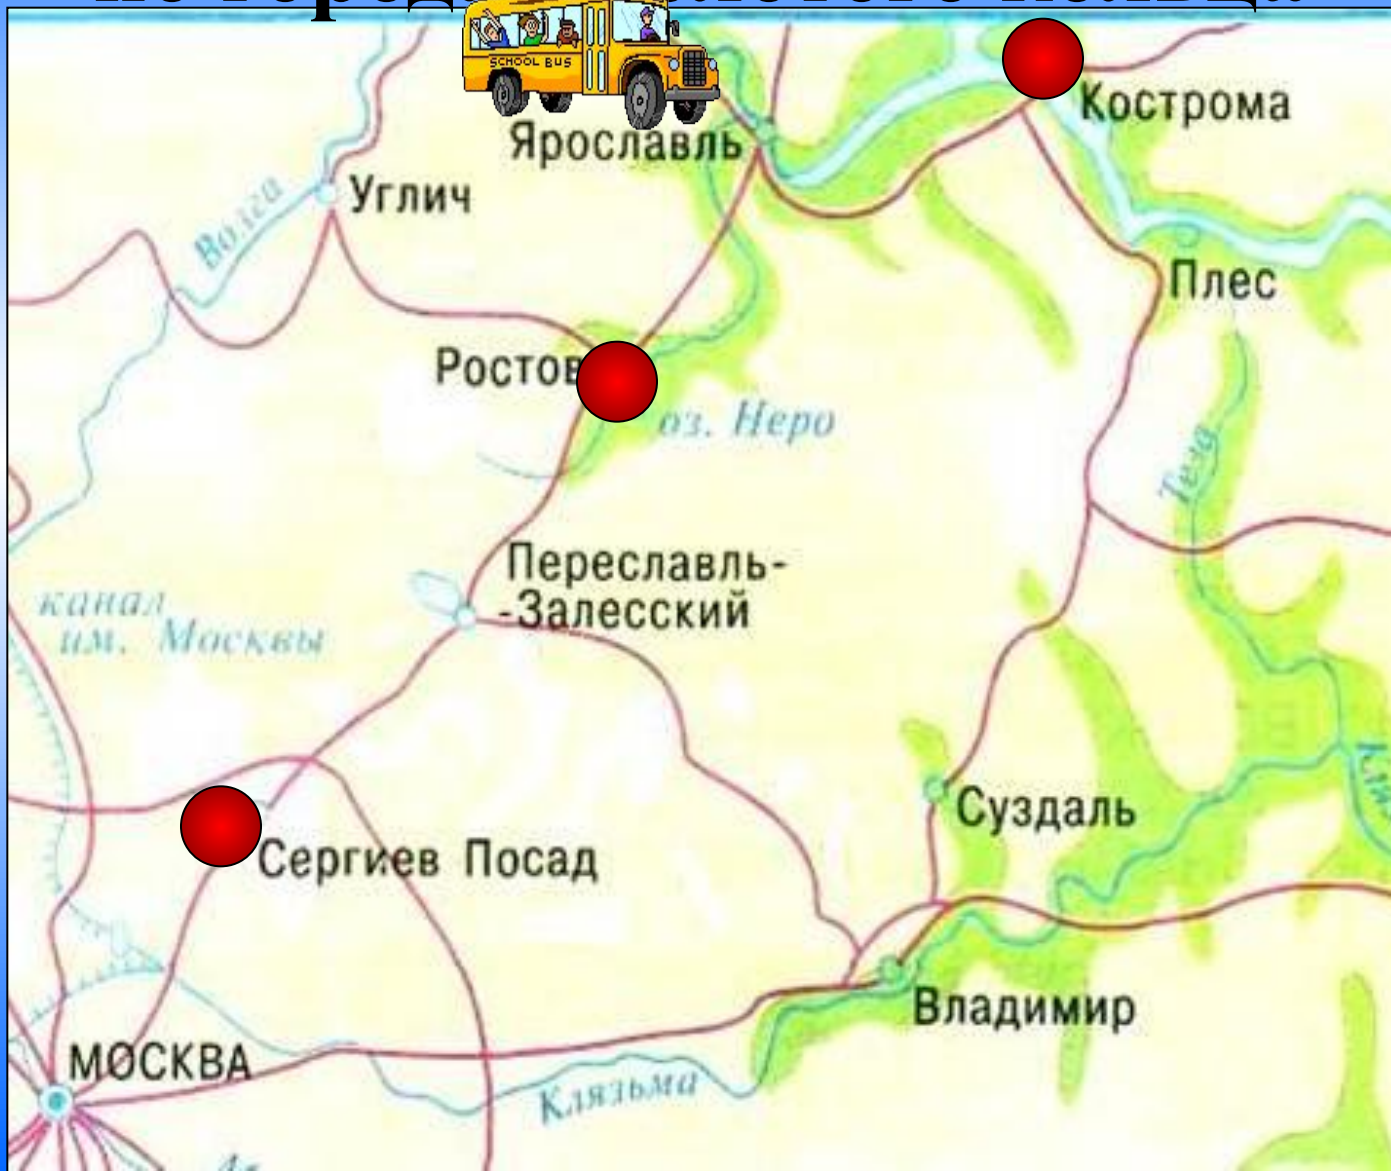 SCHOOL BUS
Кострома
Ярославль
Углич
Волга
Плес
Ростов
оз. Неро
Теза
Переславль-
-Залесский
канал
им. Москвы
Суздаль
Сергиев Посад
Владимир
МОСКВА
Клязьма